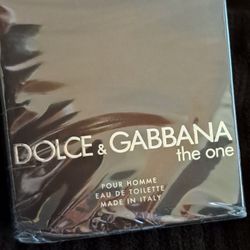 DOLCE & GABBANA
the one
POUR HOMME
EAU DE TOILETTE
MADE IN ITALY